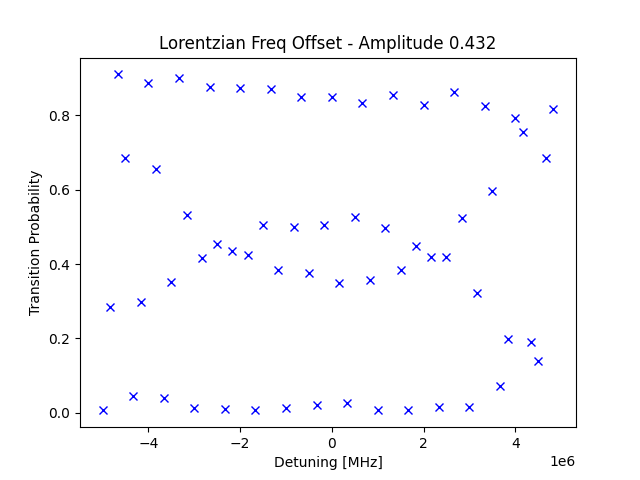 Lorentzian Freq Offset - Amplitude 0.432
Transition Probability
0.8
0.6
0.4
0.2
0.0
−4
−2
0
2
4
1e6
Detuning [MHz]